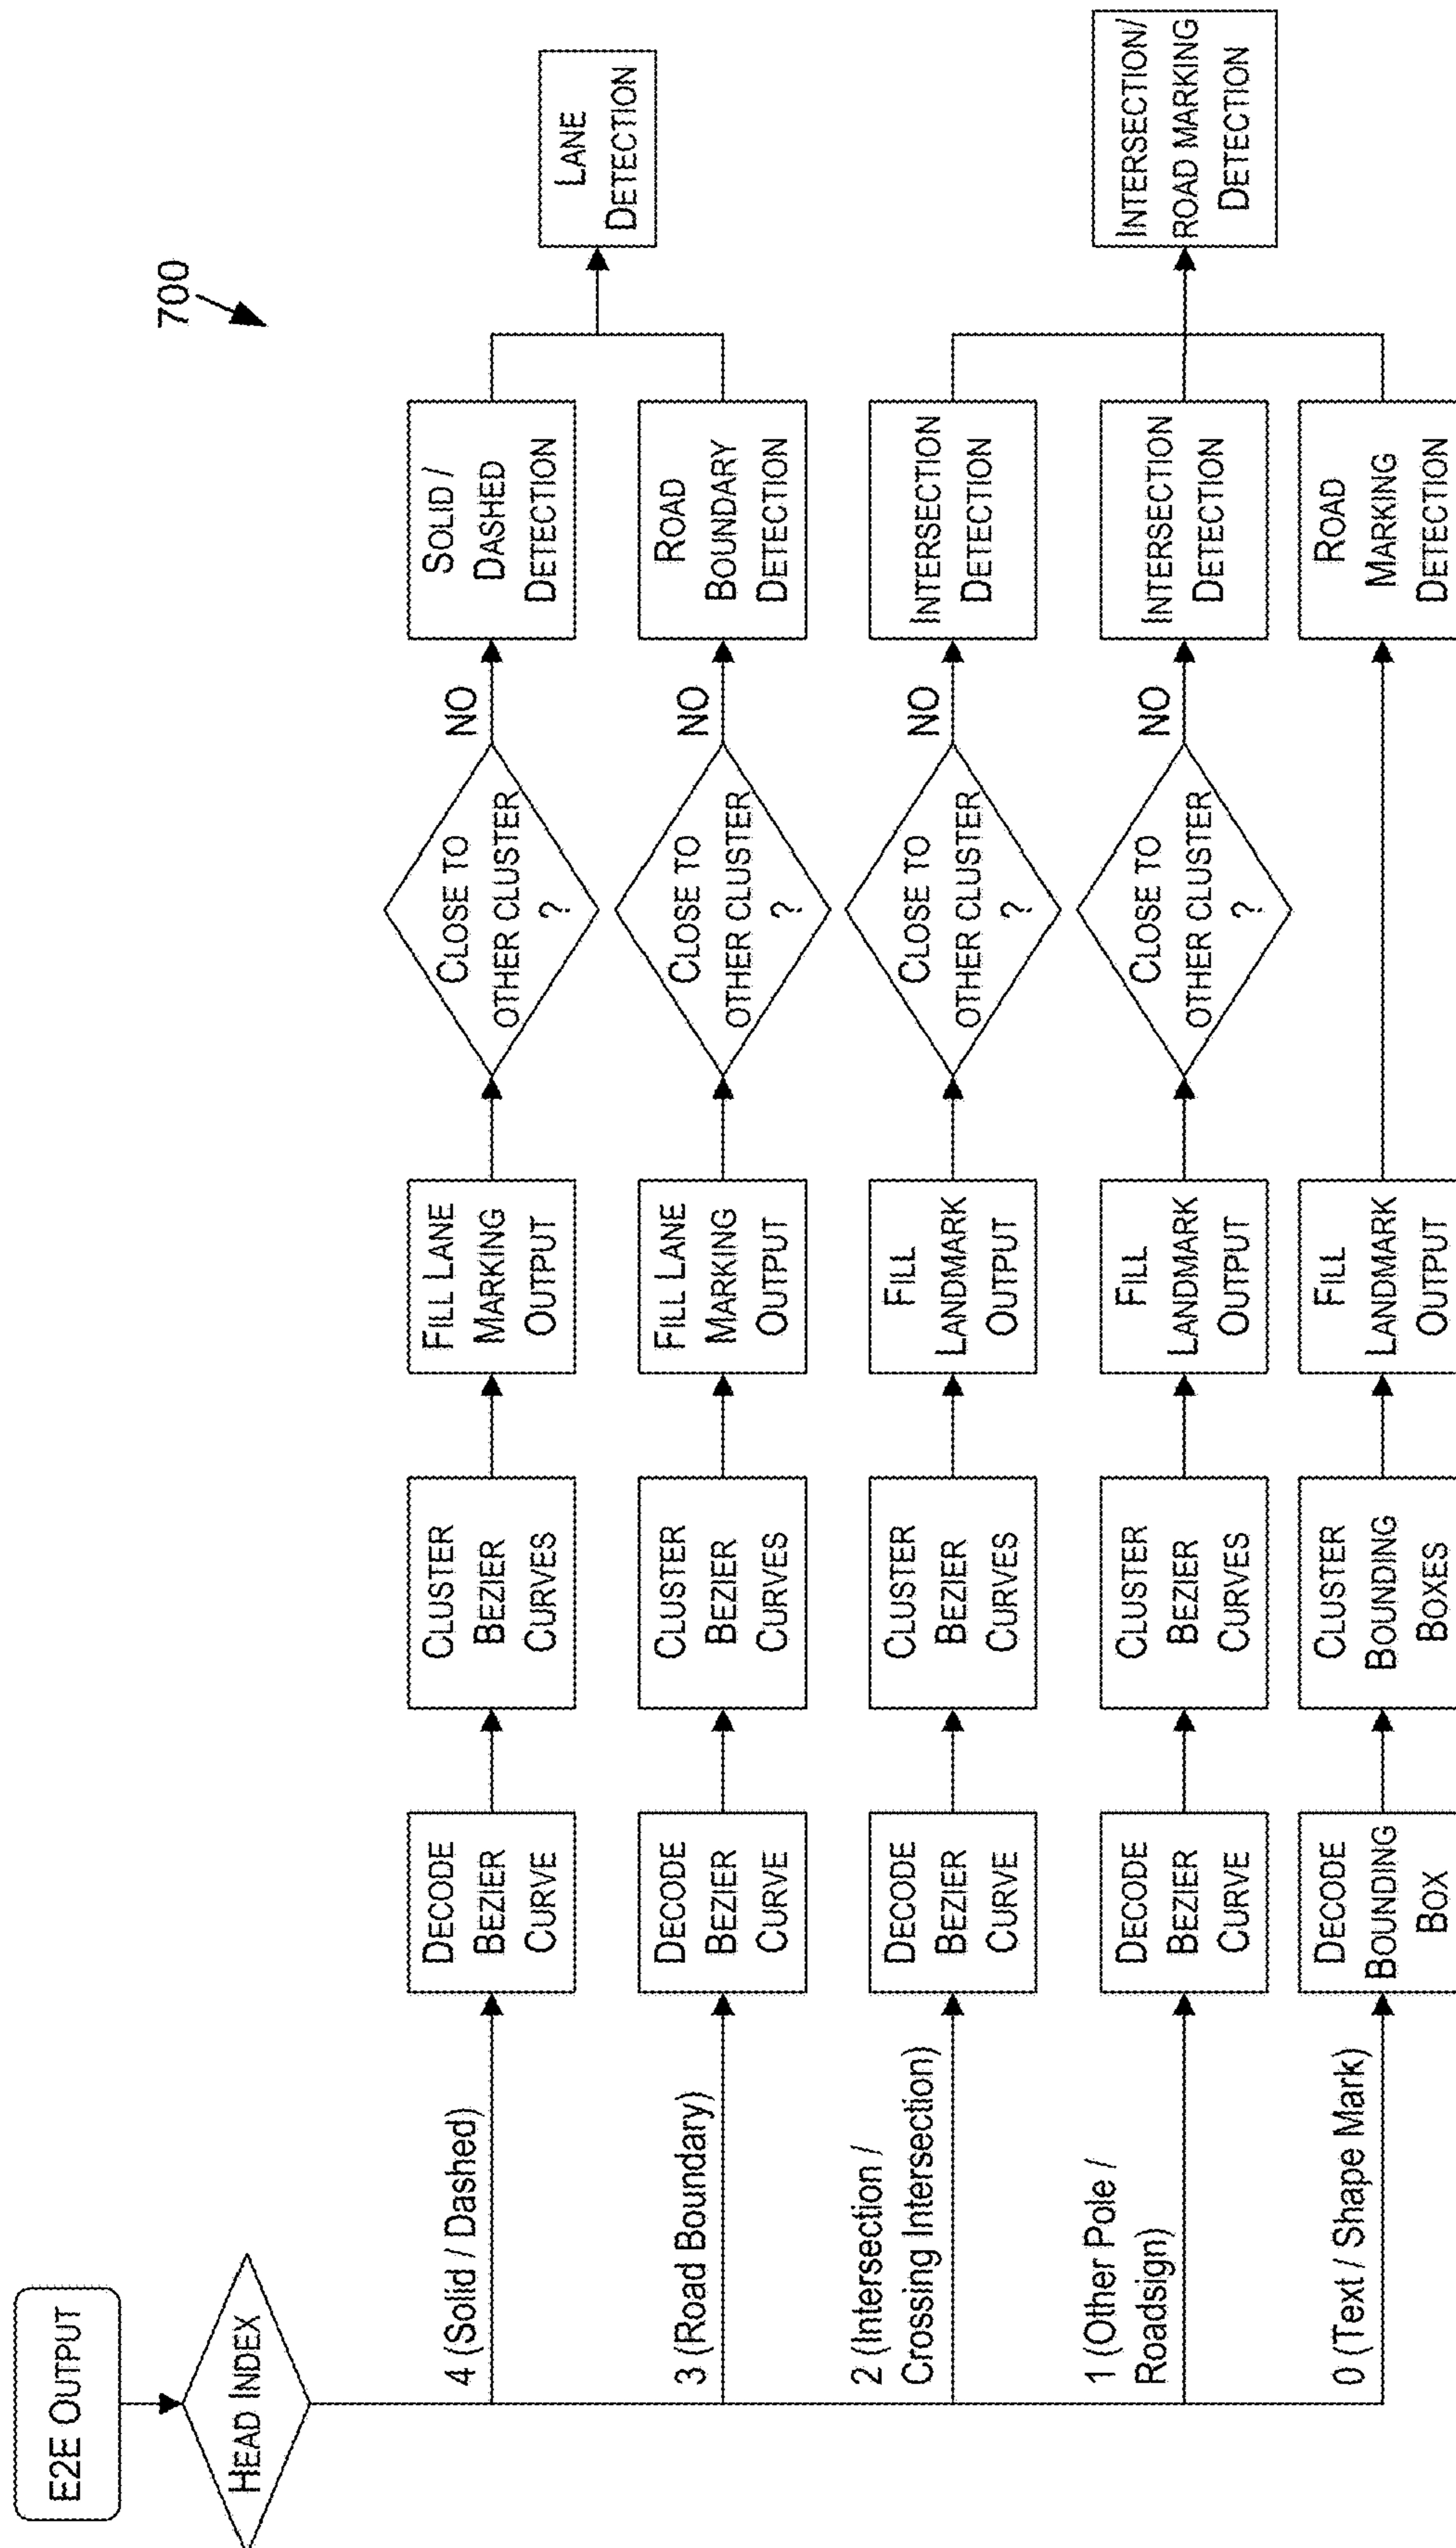 700
E2E OUTPUT
HEAD INDEX
4 (Solid / Dashed)
DECODE
BEZIER
CURVE
CLUSTER
BEZIER
CURVES
FILL LANE
MARKING
OUTPUT
CLOSE TO
OTHER CLUSTER
?
NO
SOLID /
DASHED
DETECTION
3 (Road Boundary)
DECODE
BEZIER
CURVE
CLUSTER
BEZIER
CURVES
FILL LANE
MARKING
OUTPUT
CLOSE TO
OTHER CLUSTER
?
NO
ROAD
BOUNDARY
DETECTION
LANE
DETECTION
2 (Intersection /
Crossing Intersection)
DECODE
BEZIER
CURVE
CLUSTER
BEZIER
CURVES
FILL
LANDMARK
OUTPUT
CLOSE TO
OTHER CLUSTER
?
NO
INTERSECTION
DETECTION
1 (Other Pole /
Roadsign)
DECODE
BEZIER
CURVE
CLUSTER
BEZIER
CURVES
FILL
LANDMARK
OUTPUT
CLOSE TO
OTHER CLUSTER
?
NO
INTERSECTION
DETECTION
0 (Text / Shape Mark)
DECODE
BOUNDING
BOX
CLUSTER
BOUNDING
BOXES
FILL
LANDMARK
OUTPUT
ROAD
MARKING
DETECTION
INTERSECTION/
ROAD MARKING
DETECTION